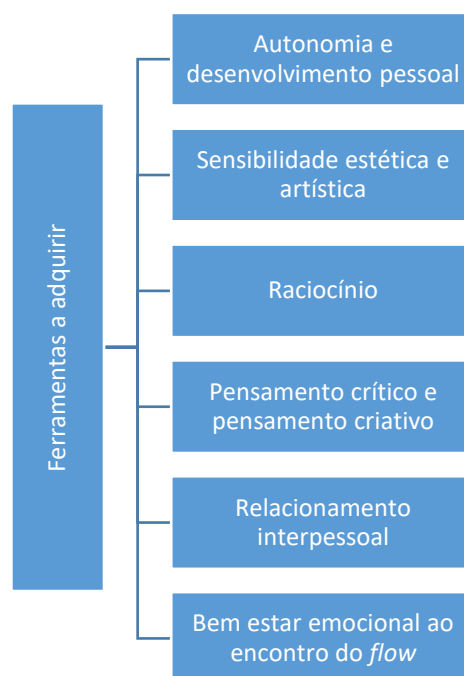 Ferramentas a adquirir
Autonomia e
desenvolvimento pessoal
Sensibilidade estética e
artística
Raciocínio
Pensamento crítico e
pensamento criativo
Relacionamento
interpessoal
Bem estar emocional ao
encontro do flow